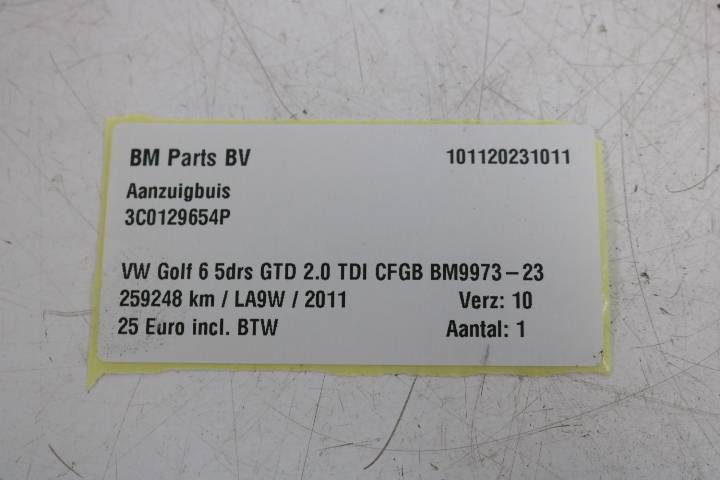 BM Parts BV 101120231011
Aanzuigbuis
3C0129654P
VW Golf 6 5drs GTD 2.0 TDI CFGB BM9973-23
259248 km / LA9W / 2011 Verz: 10
25 Euro incl. BTW Aantal: 1